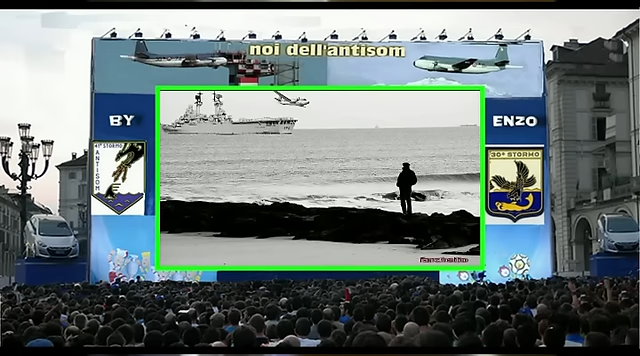 noi dell'antisom
BY
ENZO
41° STORMO
ANTISOM
30° STORMO